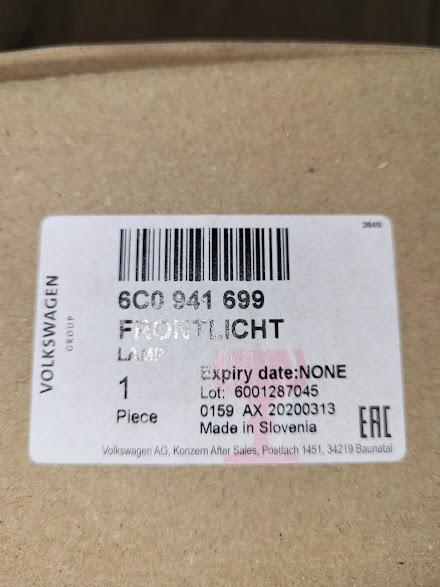 3849
VOLKSWAGEN
GROUP
6C0 941 699
FRONTLICHT
LAMP
1
Piece
Expiry date:NONE
Lot: 6001287045
0159 AX 20200313
Made in Slovenia
EAC
Volkswagen AG, Konzern After Sales, Postfach 1451, 34219 Baunatal